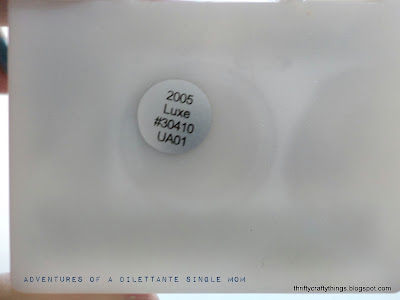 2005
Luxe
#30410
UA01
ADVENTURES OF A DILETTANTE SINGLE MOM
thriftycraftythings.blogspot.com